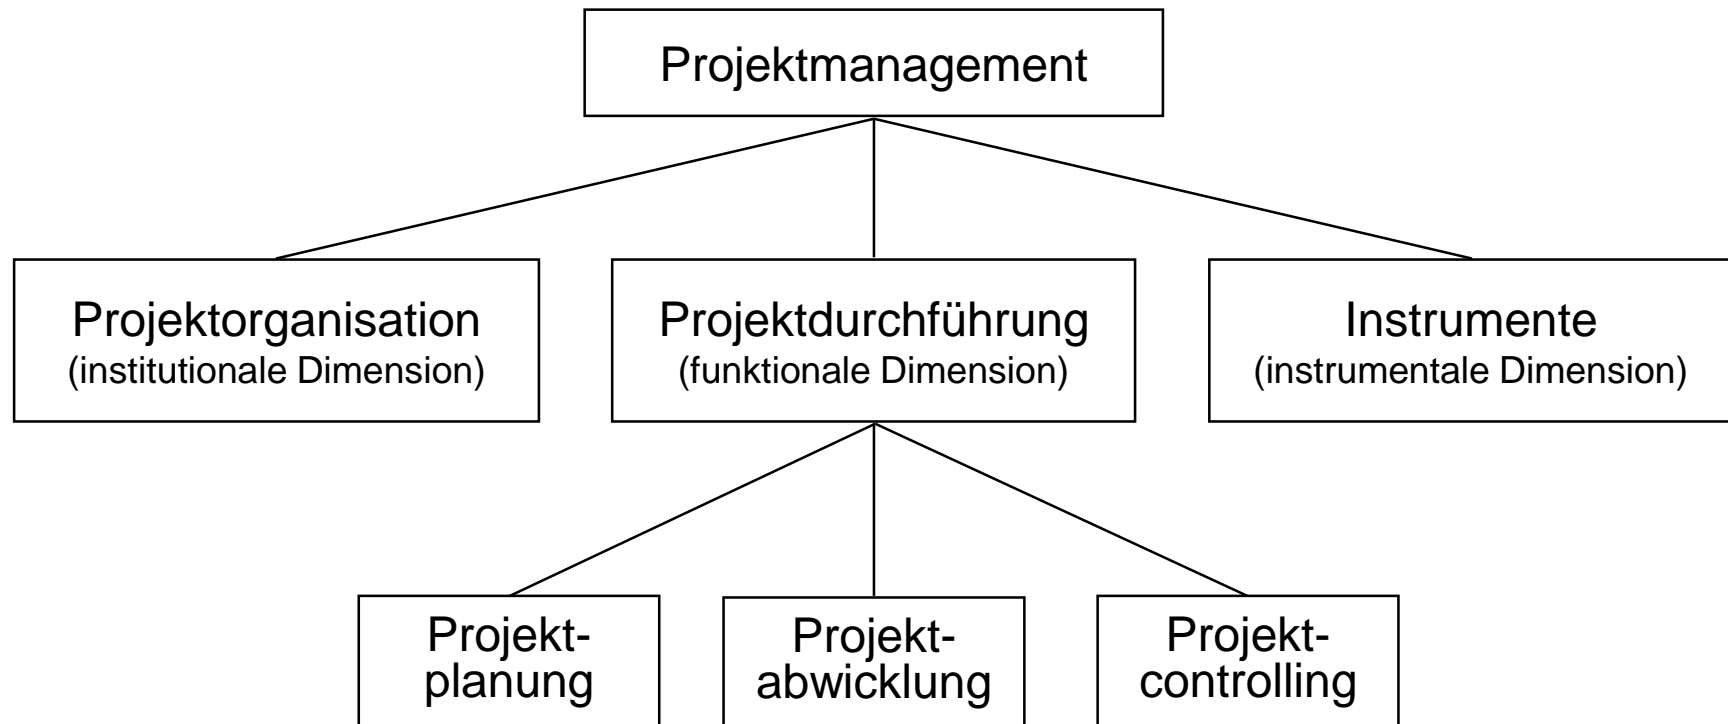 Projektmanagement
Projektorganisation
(institutionale Dimension)
Projektdurchführung
(funktionale Dimension)
Instrumente
(instrumentale Dimension)
Projekt-
planung
Projekt-
abwicklung
Projekt-
controlling